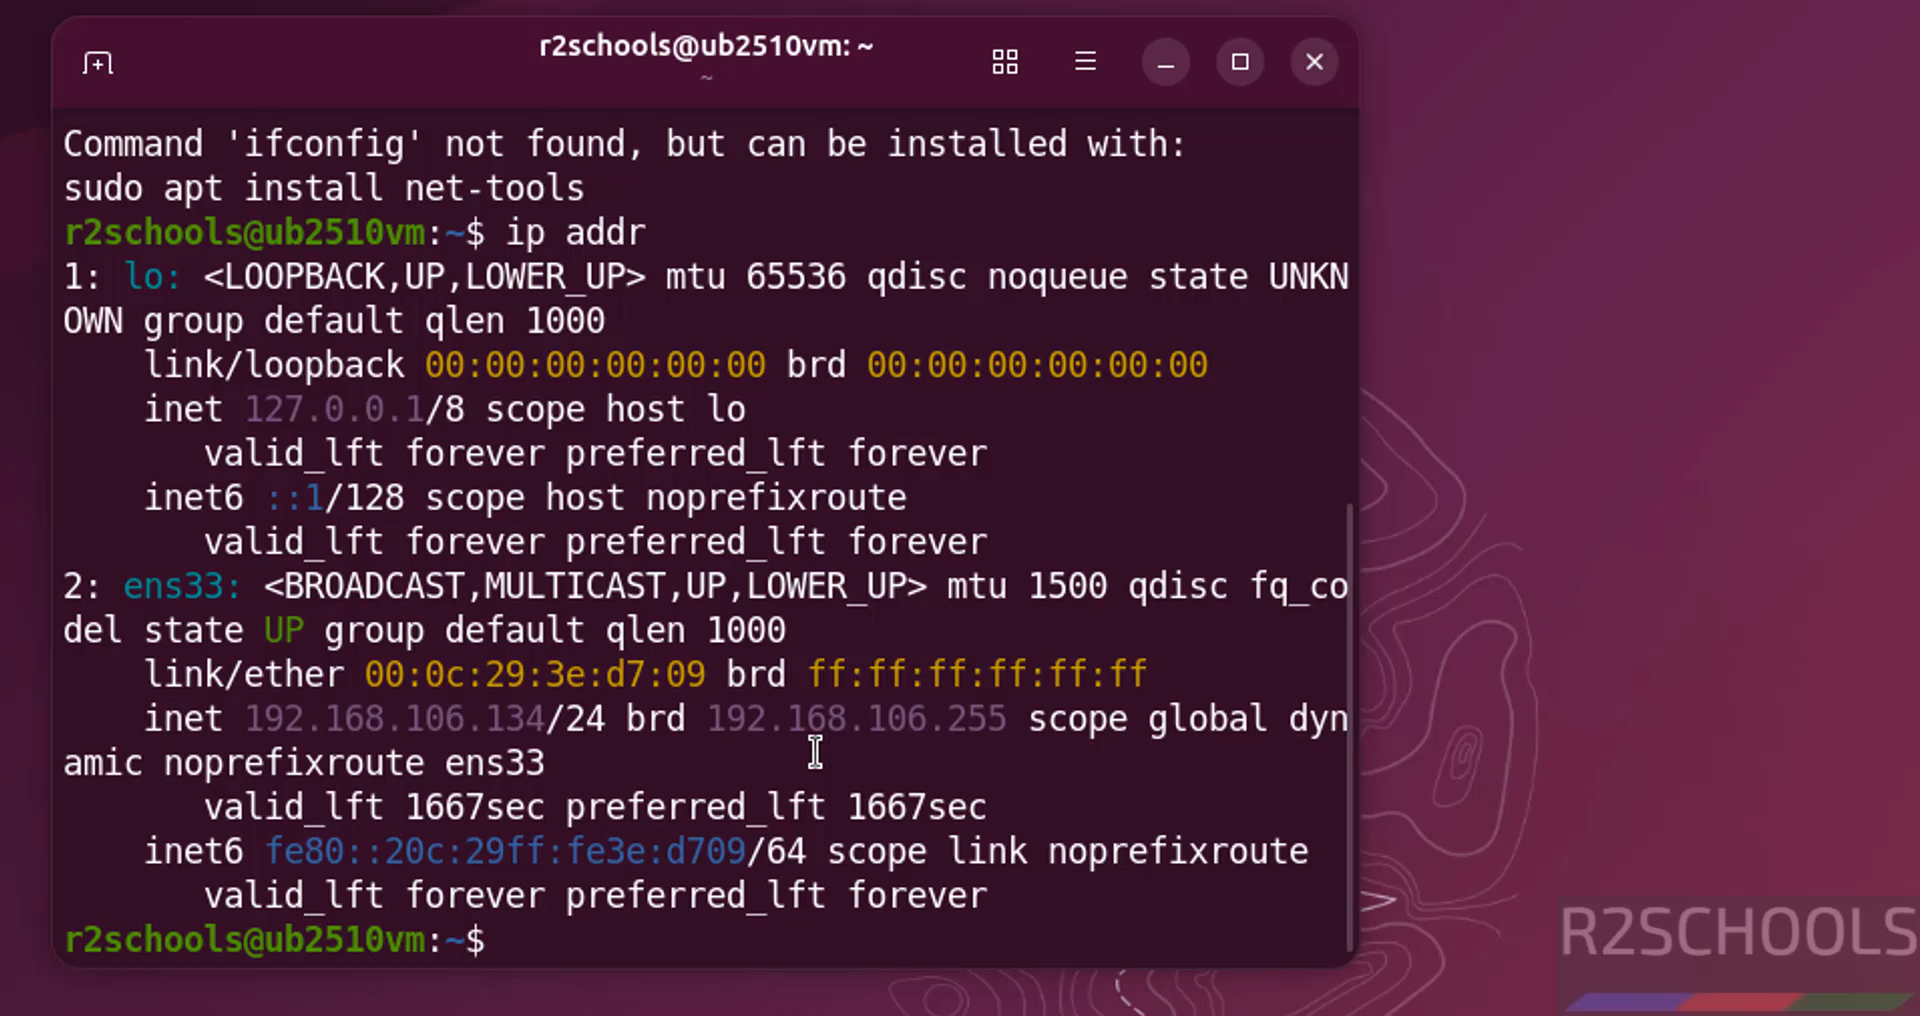 r2schools@ub2510vm: ~
~
Command 'ifconfig' not found, but can be installed with:
sudo apt install net-tools
r2schools@ub2510vm:~$ ip addr
1: lo: <LOOPBACK,UP,LOWER_UP> mtu 65536 qdisc noqueue state UNKN
OWN group default qlen 1000
    link/loopback 00:00:00:00:00:00 brd 00:00:00:00:00:00
    inet 127.0.0.1/8 scope host lo
       valid_lft forever preferred_lft forever
    inet6 ::1/128 scope host noprefixroute
       valid_lft forever preferred_lft forever
2: ens33: <BROADCAST,MULTICAST,UP,LOWER_UP> mtu 1500 qdisc fq_co
del state UP group default qlen 1000
    link/ether 00:0c:29:3e:d7:09 brd ff:ff:ff:ff:ff:ff
    inet 192.168.106.134/24 brd 192.168.106.255 scope global dyn
amic noprefixroute ens33
       valid_lft 1667sec preferred_lft 1667sec
    inet6 fe80::20c:29ff:fe3e:d709/64 scope link noprefixroute
       valid_lft forever preferred_lft forever
r2schools@ub2510vm:~$
R2SCHOOLS